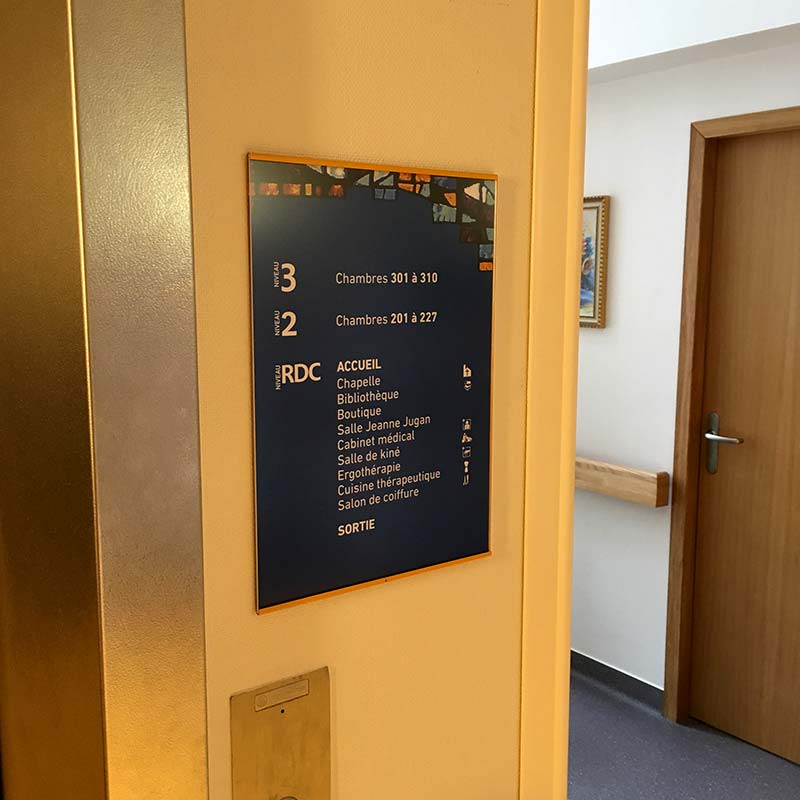 NIVEAU 3 Chambres 301 à 310
NIVEAU 2 Chambres 201 à 227
NIVEAU RDC ACCUEIL
Chapelle
Bibliothèque
Boutique
Salle Jeanne Jugan
Cabinet médical
Salle de kiné
Ergothérapie
Cuisine thérapeutique
Salon de coiffure
SORTIE